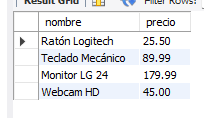 Result Grid Filter Rows:
nombre precio
Ratón Logitech 25.50
Teclado Mecánico 89.99
Monitor LG 24 179.99
Webcam HD 45.00